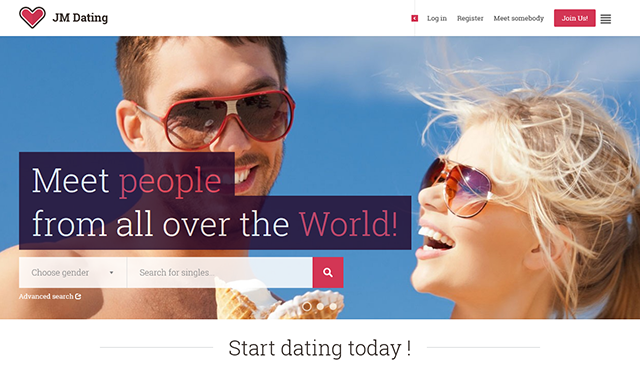 JM Dating
Log in Register Meet somebody Join Us!
Meet people
from all over the World!
Choose gender Search for singles ...
Advanced search
Start dating today !